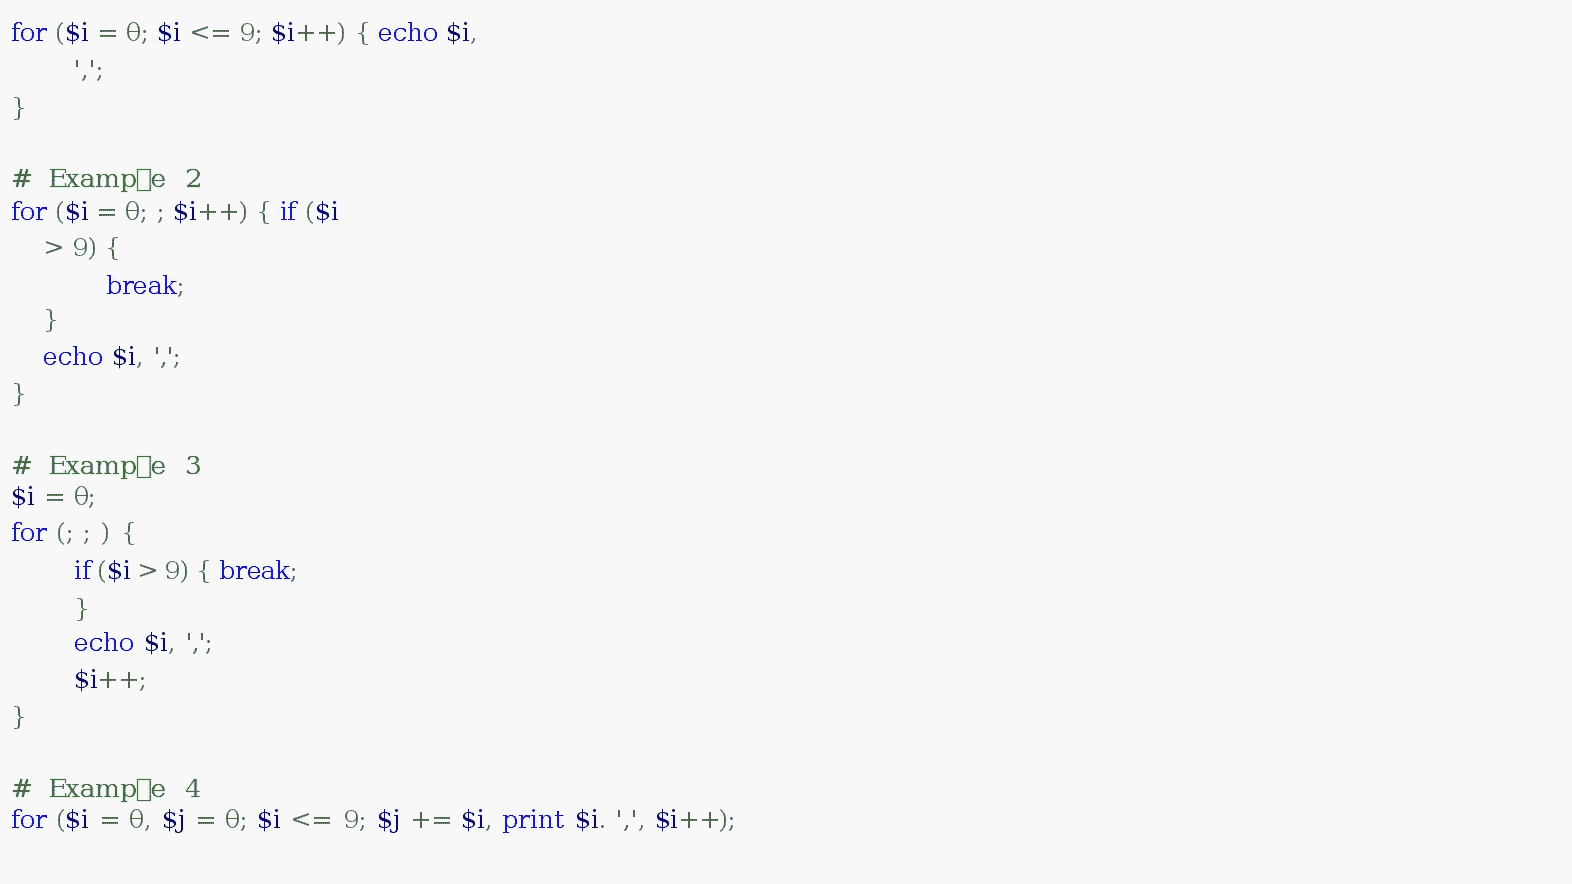 for ($i = 0; $i <= 9; $i++) { echo $i,
',';
}
# Examp□e 2
for ($i = 0; ; $i++) { if ($i
> 9) {
break;
}
echo $i, ',';
}
# Examp□e 3
$i = 0;
for (; ; ) {
if ($i > 9) { break;
}
echo $i, ',';
$i++;
}
# Examp□e 4
for ($i = 0, $j = 0; $i <= 9; $j += $i, print $i. ',', $i++);